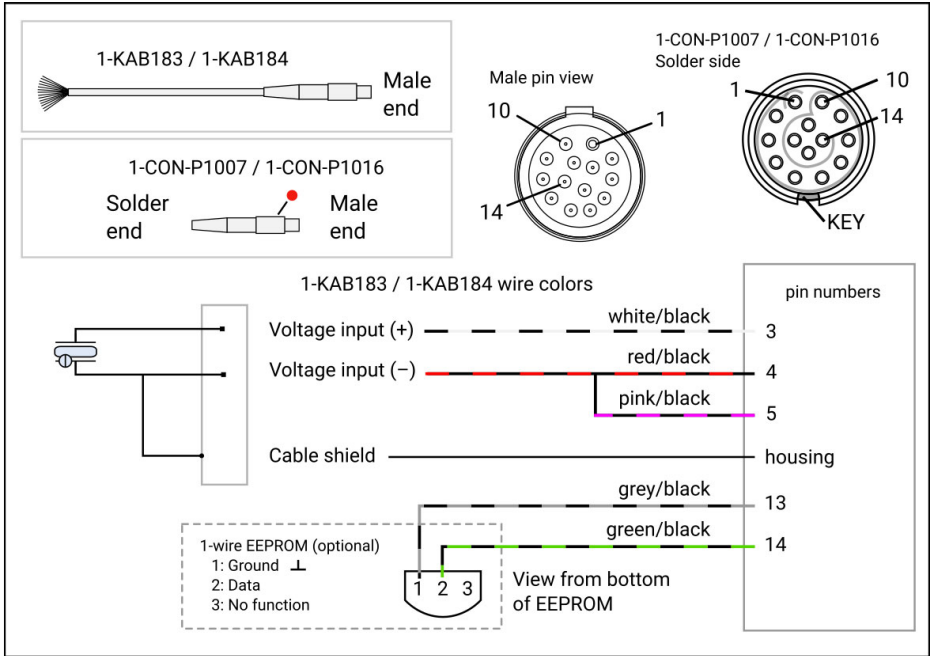 1-KAB183 / 1-KAB184
Male
end
1-CON-P1007 / 1-CON-P1016
Solder
end
Male
end
Male pin view
10
1
14
1-CON-P1007 / 1-CON-P1016
Solder side
1
10
14
KEY
1-KAB183 / 1-KAB184 wire colors
pin numbers
Voltage input (+)
white/black
3
Voltage input (–)
red/black
4
pink/black
5
Cable shield
housing
grey/black
13
green/black
14
1-wire EEPROM (optional)
1: Ground
2: Data
3: No function
1 2 3
View from bottom
of EEPROM